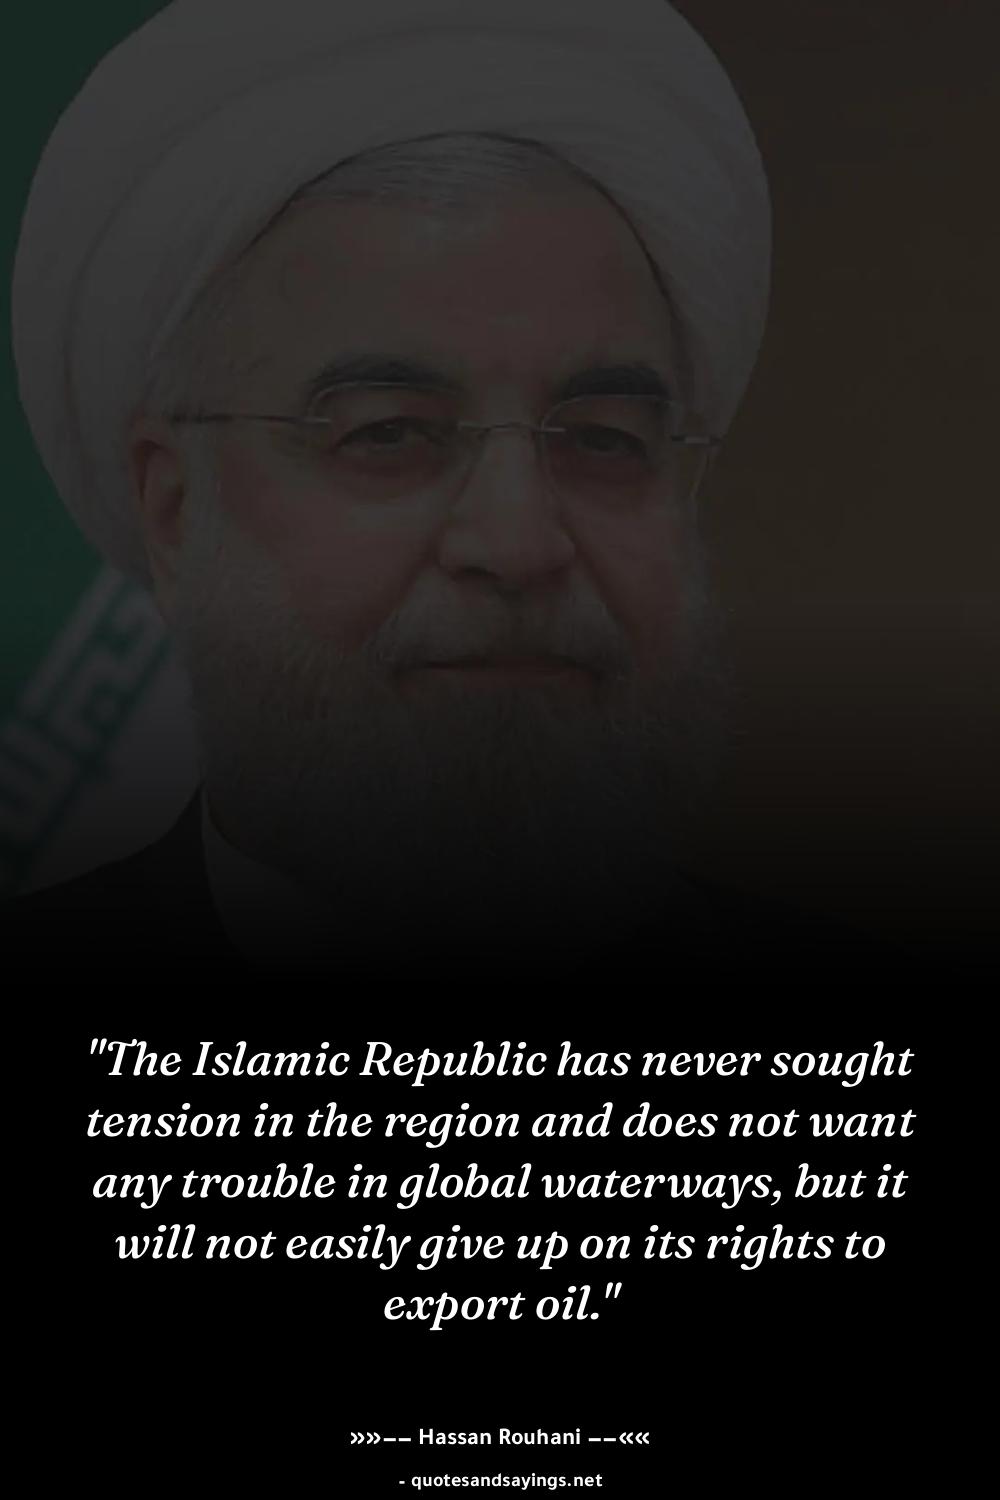 "The Islamic Republic has never sought
tension in the region and does not want
any trouble in global waterways, but it
will not easily give up on its rights to
export oil."
»»−− Hassan Rouhani −−««
- quotesandsayings.net